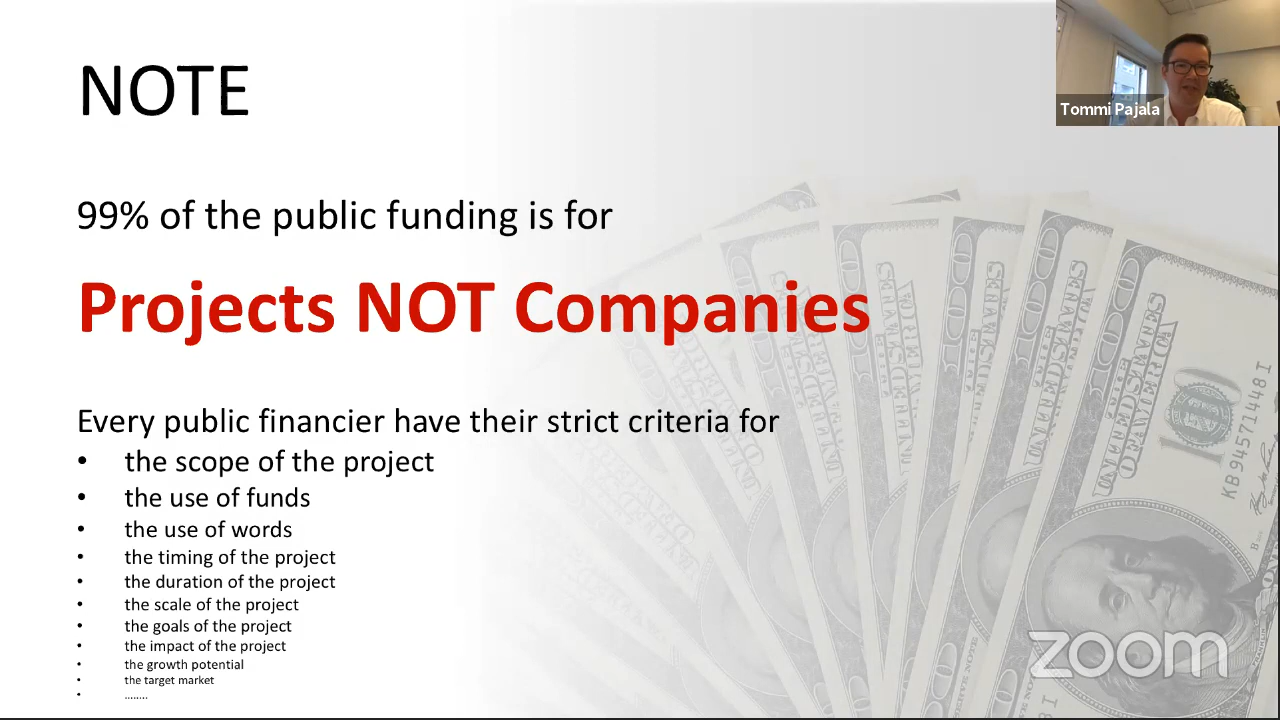 NOTE
Tommi Pajala
99% of the public funding is for
Projects NOT Companies
Every public financier have their strict criteria for
• the scope of the project
• the use of funds
• the use of words
• the timing of the project
• the duration of the project
• the scale of the project
• the goals of the project
• the impact of the project
• the growth potential
• the target market
• ........
100
KB94571448I
zoom